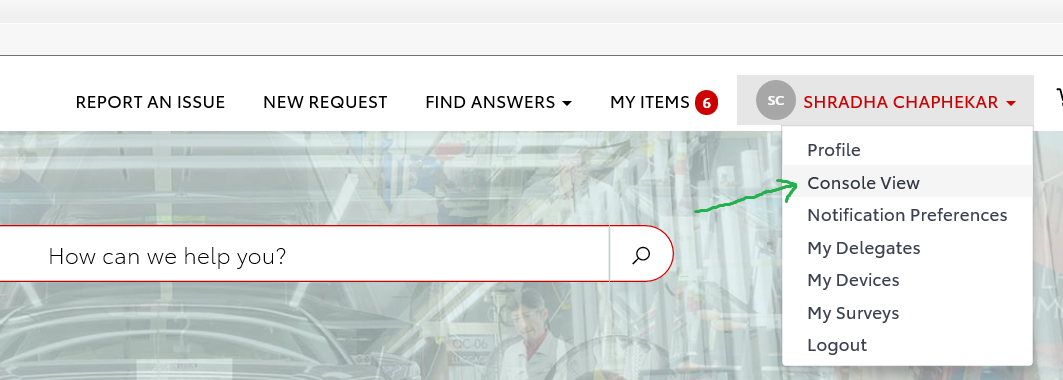 REPORT AN ISSUE NEW REQUEST FIND ANSWERS MY ITEMS 6 SC SHRADHA CHAPHEKAR
Profile
Console View
Notification Preferences
My Delegates
My Devices
My Surveys
Logout
How can we help you?